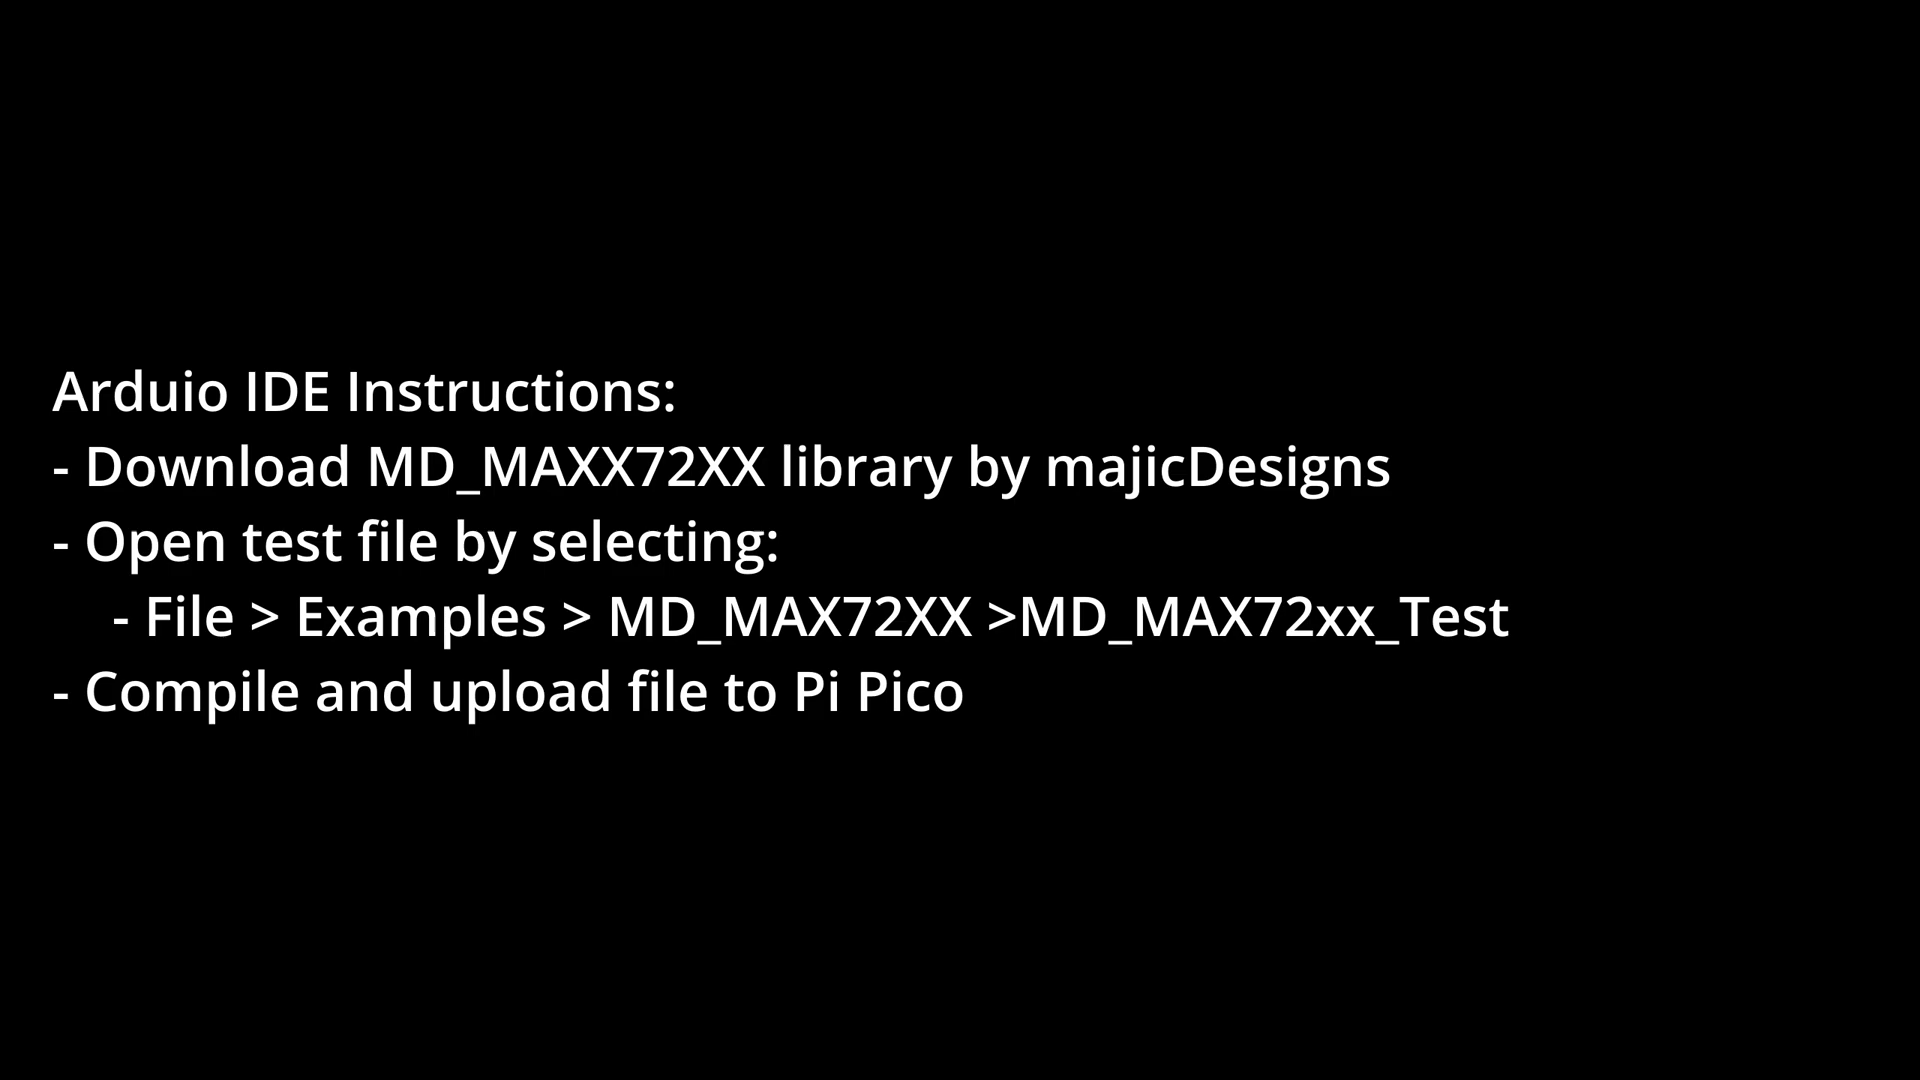 Arduio IDE Instructions:
- Download MD_MAXX72XX library by majicDesigns
- Open test file by selecting:
- File > Examples > MD_MAX72XX >MD_MAX72xx_Test
- Compile and upload file to Pi Pico